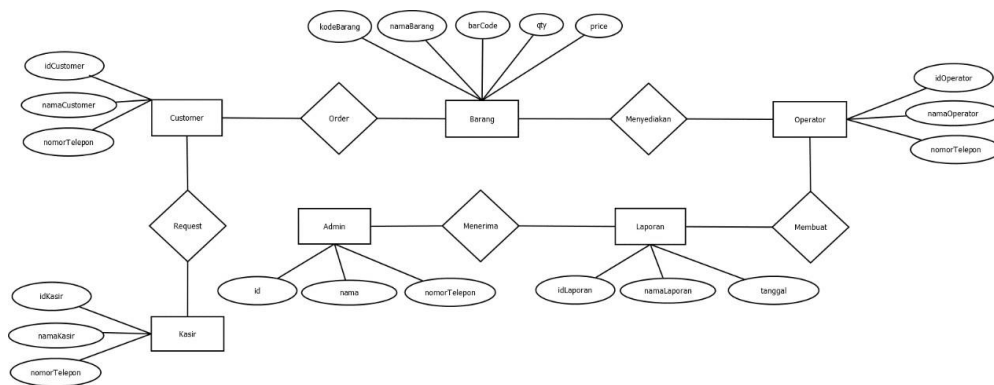 kodeBarang
namaBarang
barCode
qty
price
idCustomer
namaCustomer
nomorTelepon
Customer
Order
Barang
Menyediakan
Operator
idOperator
namaOperator
nomorTelepon
Request
Admin
Menerima
Laporan
Membuat
id
nama
nomorTelepon
idLaporan
namaLaporan
tanggal
idKasir
namaKasir
nomorTelepon
Kasir